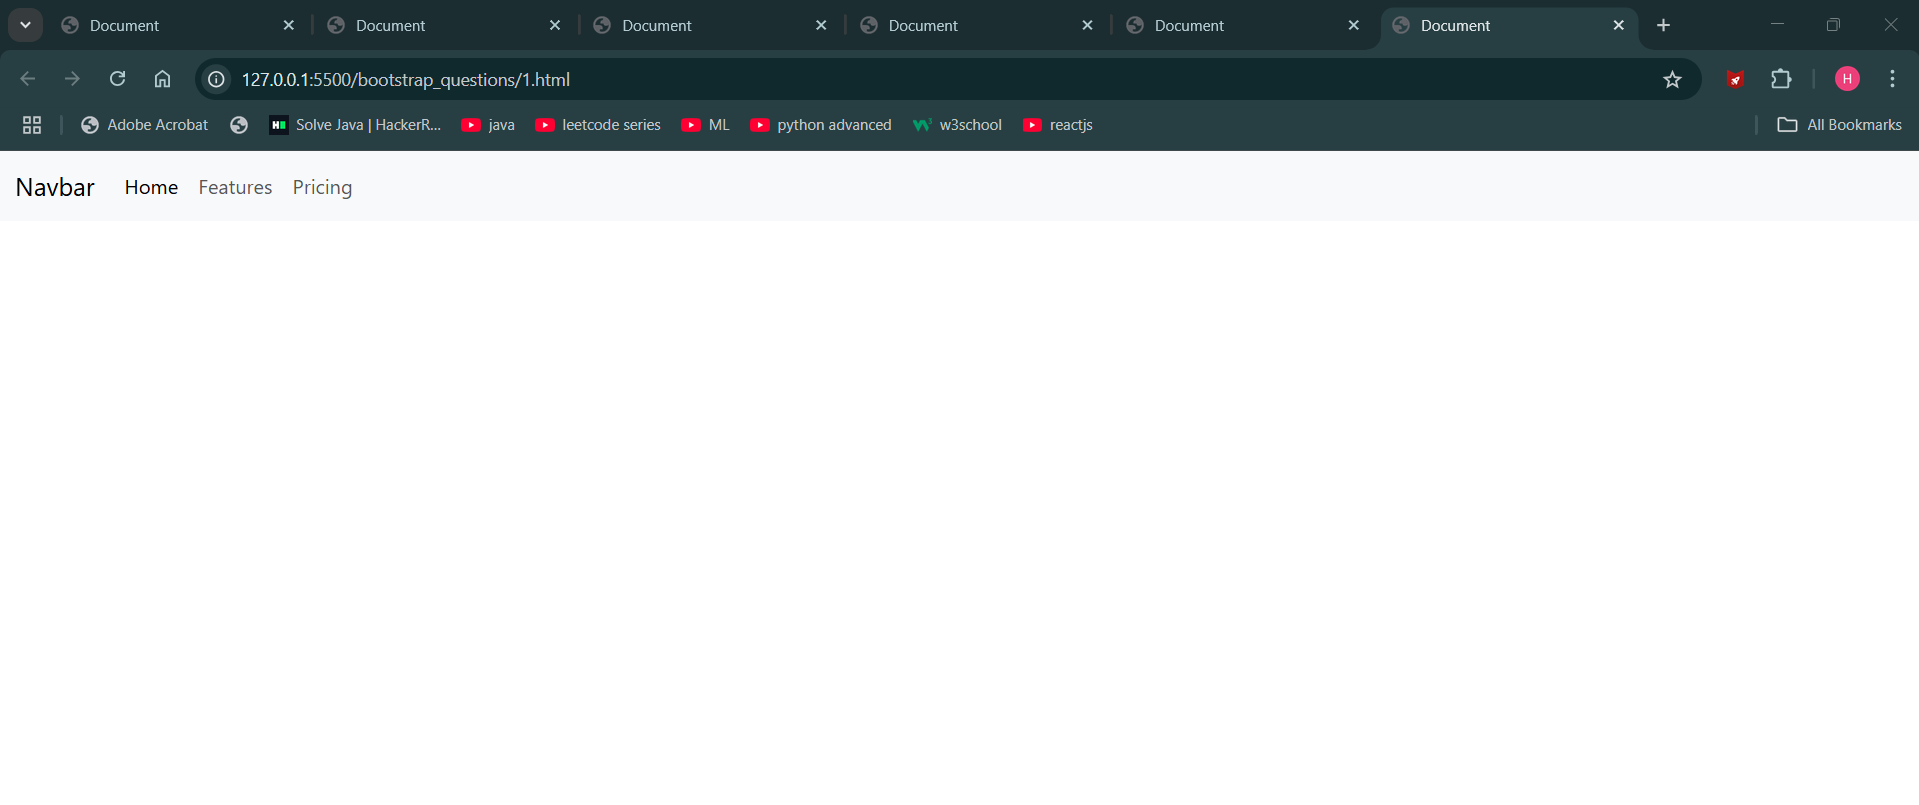 Document Document Document Document Document Document
127.0.0.1:5500/bootstrap_questions/1.html H
Adobe Acrobat Solve Java | HackerR... java leetcode series ML python advanced w3school reactjs All Bookmarks
Navbar Home Features Pricing